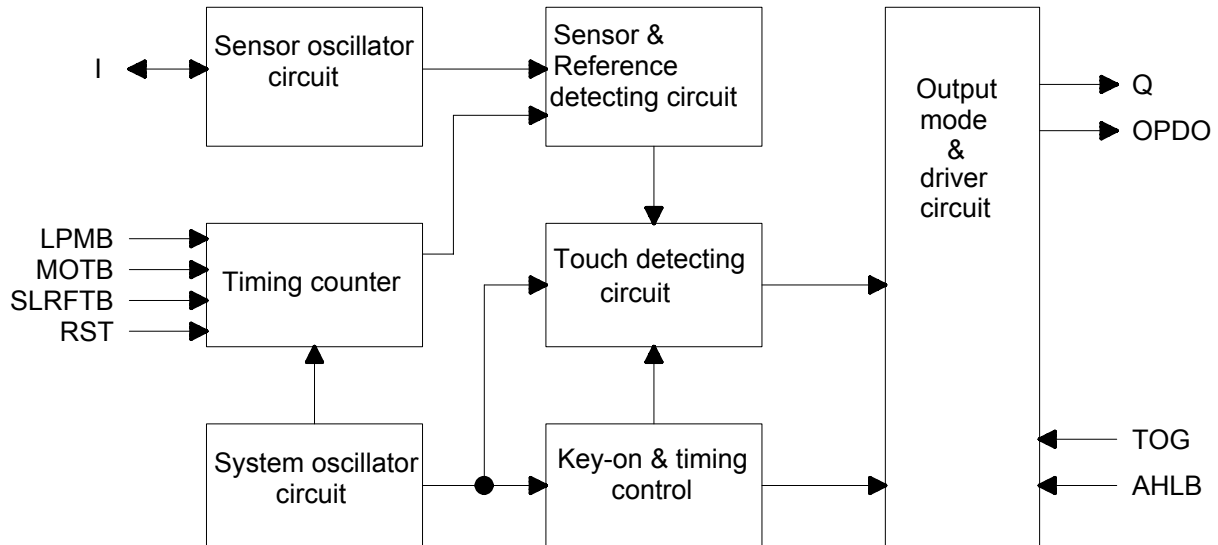 I
Sensor oscillator
circuit
Sensor &
Reference
detecting circuit
Output
mode
&
driver
circuit
Q
OPDO
LPMB
MOTB
SLRFTB
RST
Timing counter
Touch detecting
circuit
System oscillator
circuit
Key-on & timing
control
TOG
AHLB